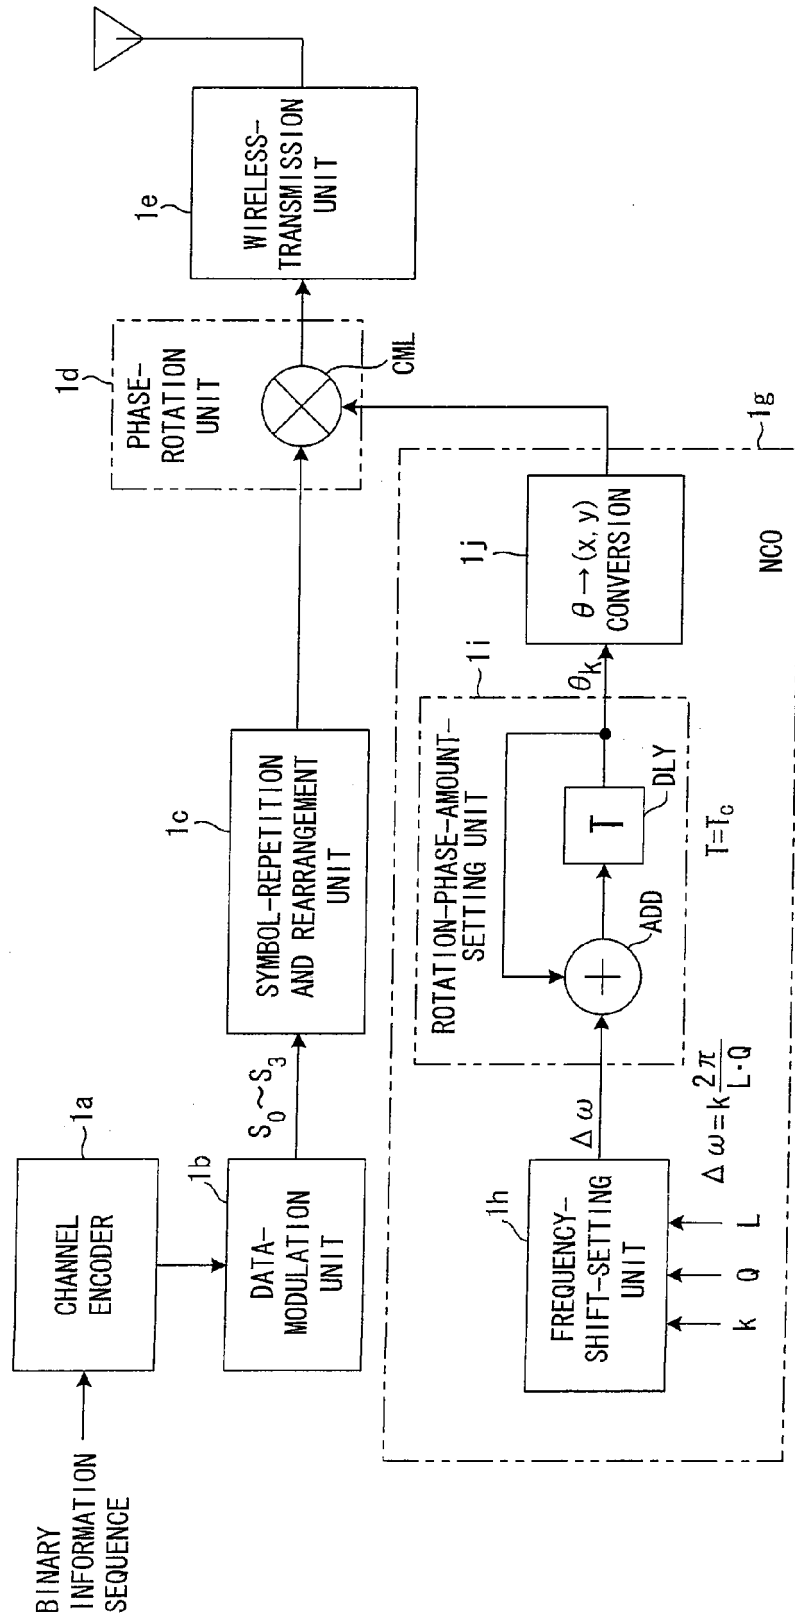 BINARY
INFORMATION
SEQUENCE
CHANNEL
ENCODER
1a
DATA-
MODULATION
UNIT
1b
S₀~S₃
SYMBOL-REPETITION
AND REARRANGEMENT
UNIT
1c
PHASE-
ROTATION
UNIT
1d
CML
WIRELESS-
TRANSMISSION
UNIT
1e
FREQUENCY-
SHIFT-SETTING
UNIT
1h
k Q L
Δω
Δω=k 2π/L·Q
ROTATION-PHASE-AMOUNT-
SETTING UNIT
1i
+
ADD
T
DLY
T=Tc
θk
θ→(x,y)
CONVERSION
1j
NCO
1g